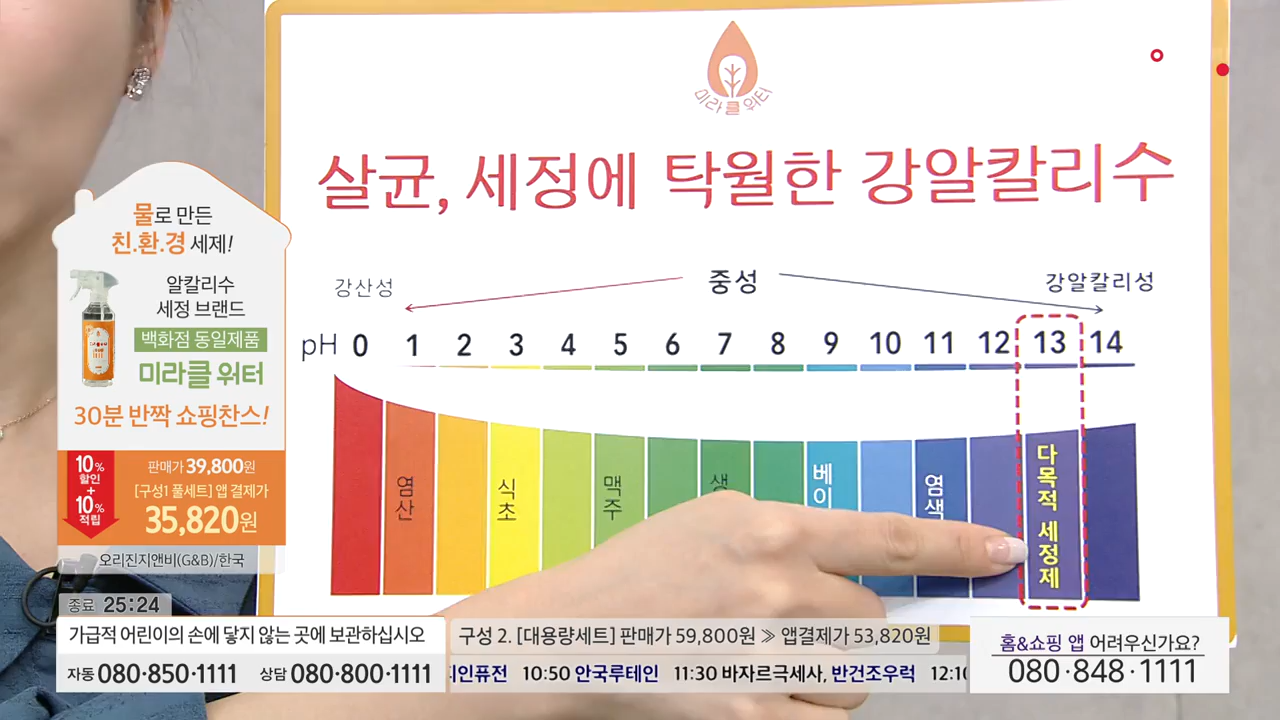 미라클워터
살균, 세정에 탁월한 강알칼리수
강산성 중성 강알칼리성
pH 0 1 2 3 4 5 6 7 8 9 10 11 12 13 14
염산
식초
맥주
생
베이
염색
다목적 세정제
물로 만든
친.환.경 세제!
알칼리수
세정 브랜드
백화점 동일제품
미라클 워터
30분 반짝 쇼핑찬스!
10%
할인
+
10%
적립
판매가 39,800원
[구성1 풀세트] 앱 결제가
35,820원
오리진지앤비(G&B)/한국
종료 25:24
가급적 어린이의 손에 닿지 않는 곳에 보관하십시오
자동 080·850·1111 상담 080·800·1111
구성 2. [대용량세트] 판매가 59,800원 ≫ 앱결제가 53,820원
인퓨전 10:50 안국루테인 11:30 바자르극세사, 반건조우럭 12:10
홈&쇼핑 앱 어려우신가요?
080·848·1111